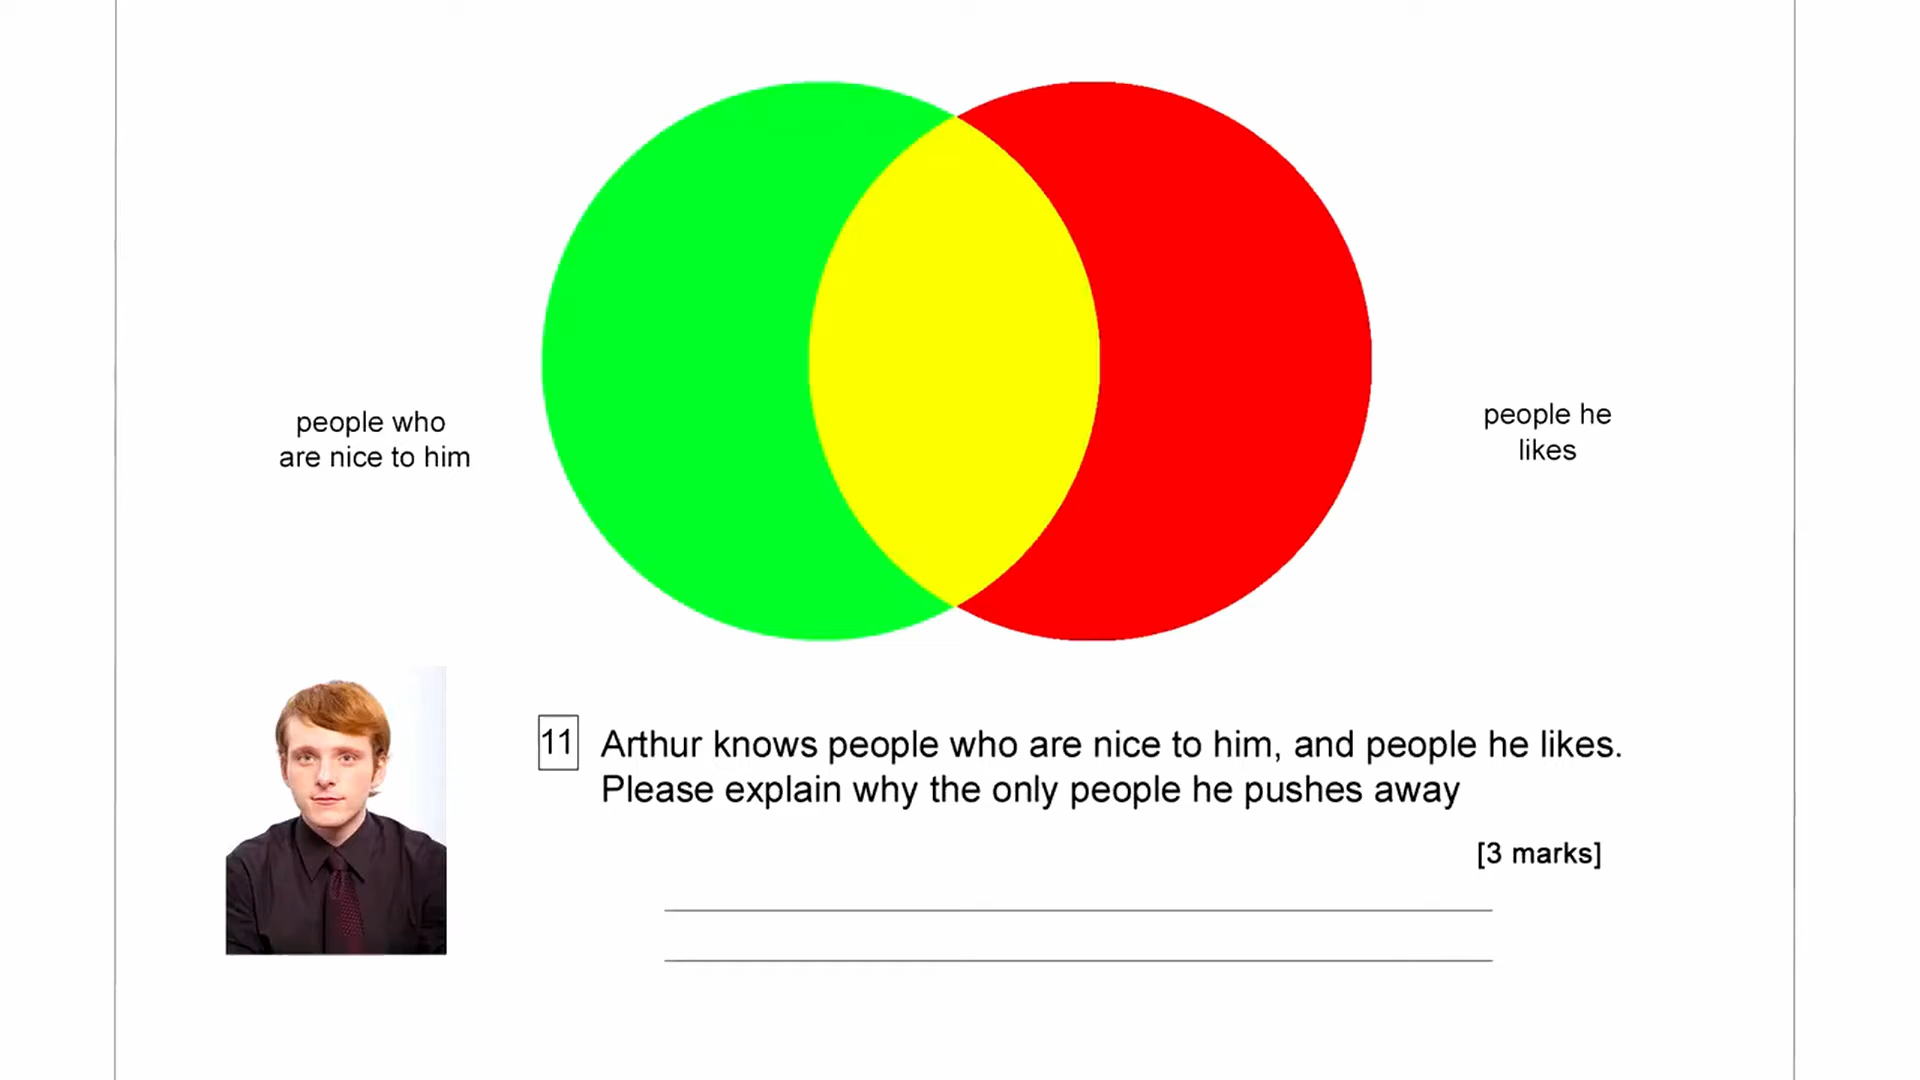 people who
are nice to him
people he
likes
11
Arthur knows people who are nice to him, and people he likes.
Please explain why the only people he pushes away
[3 marks]